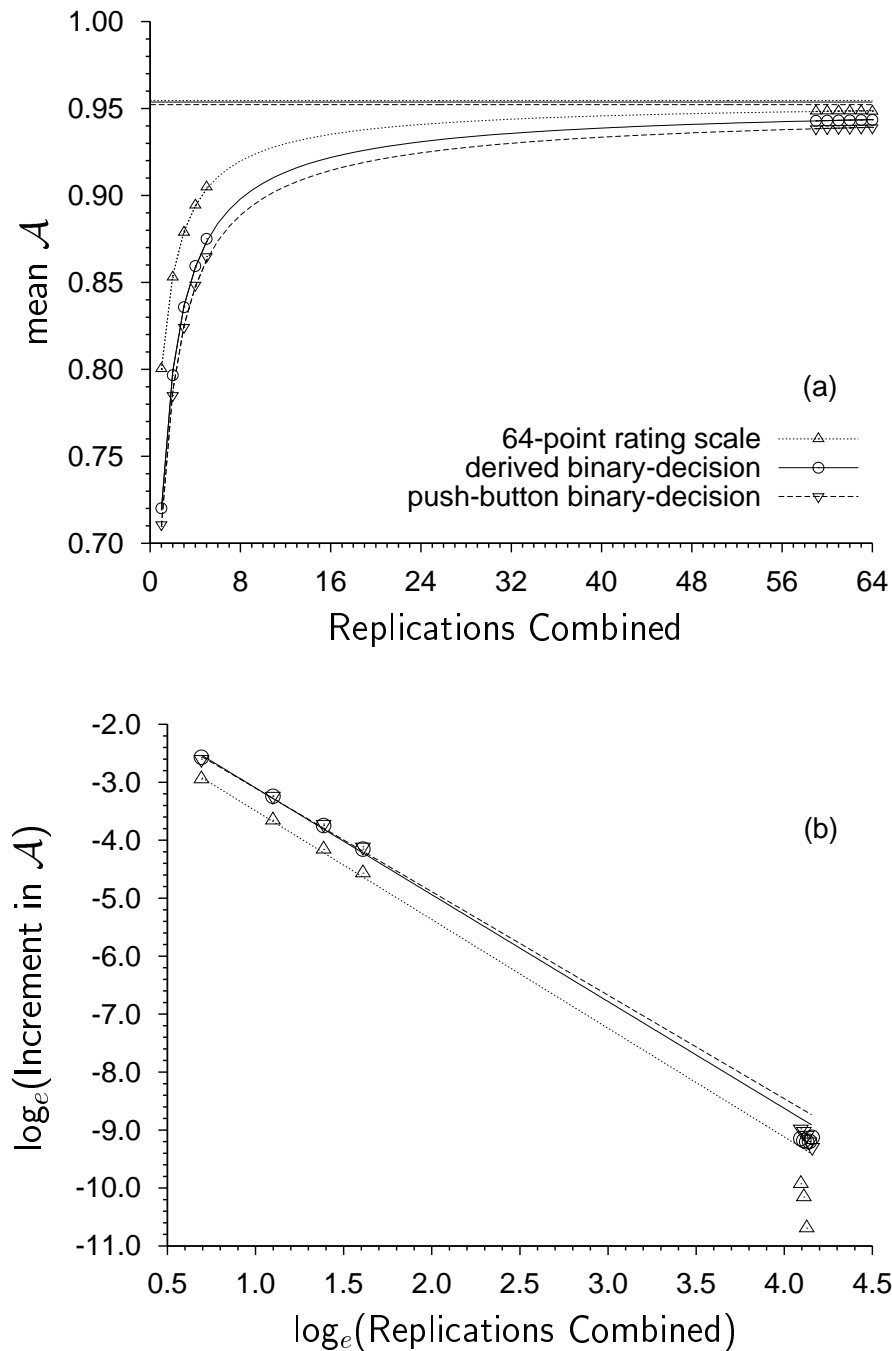 1.00
0.95
0.90
0.85
0.80
0.75
0.70
mean 𝒜
(a)
64-point rating scale
derived binary-decision
push-button binary-decision
0 8 16 24 32 40 48 56 64
Replications Combined
-2.0
-3.0
-4.0
-5.0
-6.0
-7.0
-8.0
-9.0
-10.0
-11.0
logₑ(Increment in 𝒜)
(b)
0.5 1.0 1.5 2.0 2.5 3.0 3.5 4.0 4.5
logₑ(Replications Combined)